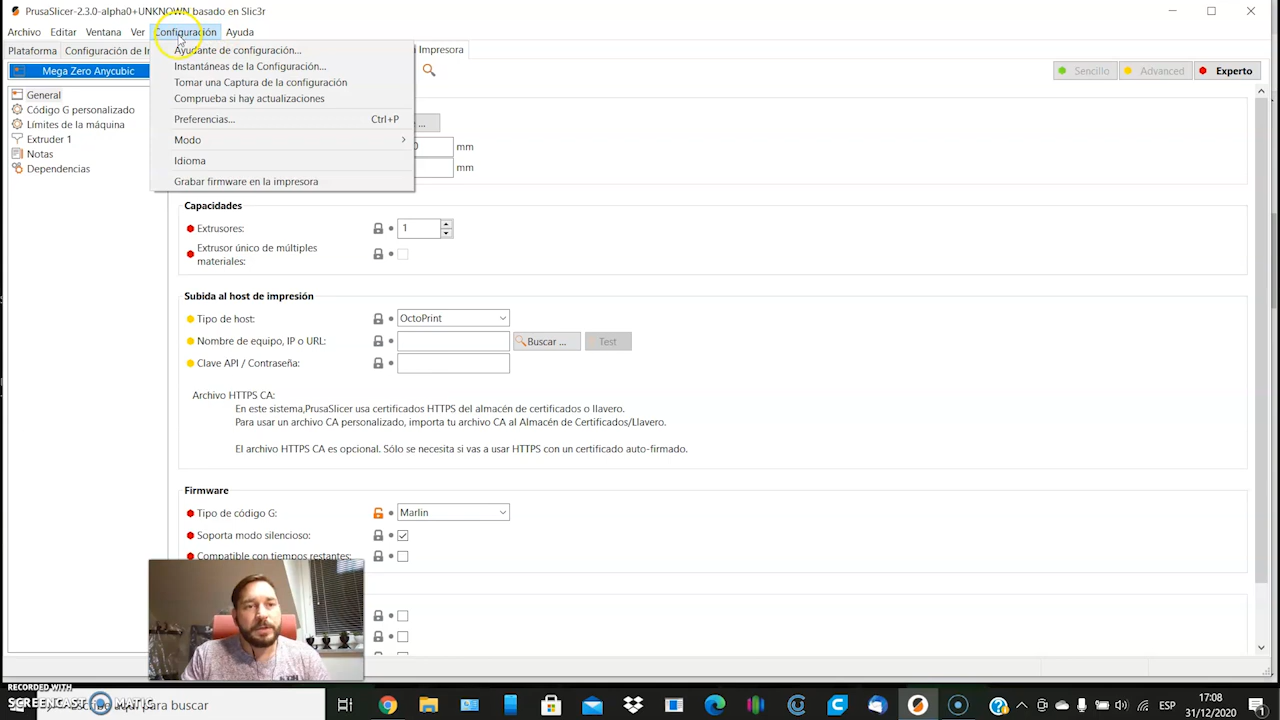 PrusaSlicer-2.3.0-alpha0+UNKNOWN basado en Slic3r
Archivo Editar Ventana Ver Configuración Ayuda
Plataforma Configuración de Im Impresora
Ayudante de configuración...
Instantáneas de la Configuración...
Tomar una Captura de la configuración
Comprueba si hay actualizaciones
Preferencias... Ctrl+P
Modo
Idioma
Grabar firmware en la impresora
Mega Zero Anycubic
Sencillo Advanced Experto
General
Código G personalizado
Límites de la máquina
Extruder 1
Notas
Dependencias
...
mm
mm
Capacidades
Extrusores: 1
Extrusor único de múltiples
materiales:
Subida al host de impresión
Tipo de host: OctoPrint
Nombre de equipo, IP o URL: Buscar ... Test
Clave API / Contraseña:
Archivo HTTPS CA:
En este sistema,PrusaSlicer usa certificados HTTPS del almacén de certificados o llavero.
Para usar un archivo CA personalizado, importa tu archivo CA al Almacén de Certificados/Llavero.
El archivo HTTPS CA es opcional. Sólo se necesita si vas a usar HTTPS con un certificado auto-firmado.
Firmware
Tipo de código G: Marlin
Soporta modo silencioso:
Compatible con tiempos restantes:
RECORDED WITH
SCREENCAST MATIC
para buscar
ESP
17:08
31/12/2020